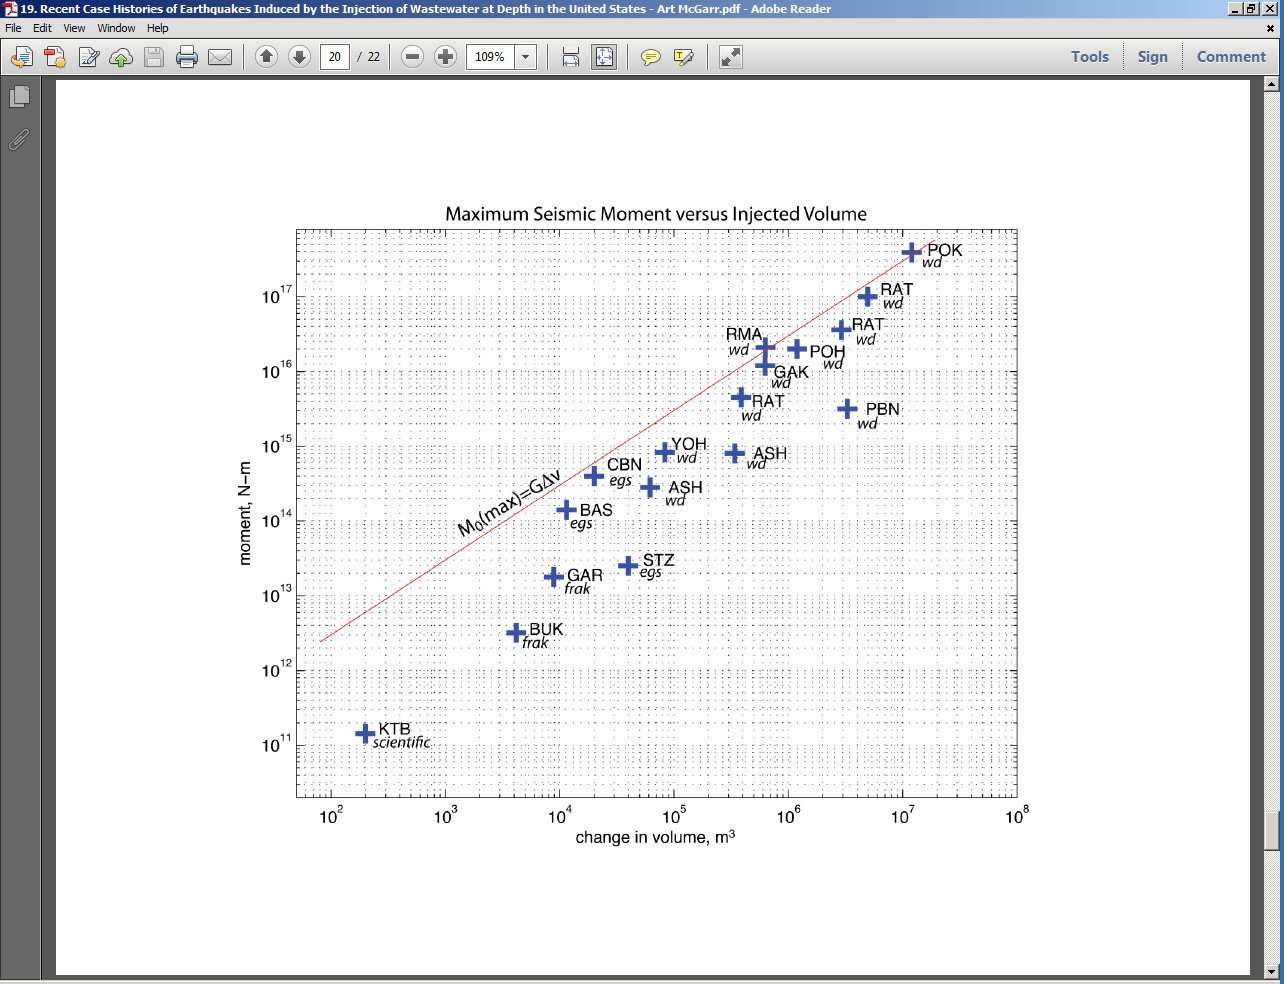 19. Recent Case Histories of Earthquakes Induced by the Injection of Wastewater at Depth in the United States - Art McGarr.pdf - Adobe Reader
File Edit View Window Help
20 / 22 109% Tools Sign Comment
Maximum Seismic Moment versus Injected Volume
POK
wd
RAT
wd
RAT
wd
RMA
wd
POH
wd
GAK
wd
RAT
wd
PBN
wd
YOH
wd
ASH
wd
CBN
egs
ASH
wd
M₀(max)=GΔv
BAS
egs
STZ
egs
GAR
frak
BUK
frak
KTB
scientific
moment, N–m
10¹⁷
10¹⁶
10¹⁵
10¹⁴
10¹³
10¹²
10¹¹
10² 10³ 10⁴ 10⁵ 10⁶ 10⁷ 10⁸
change in volume, m³